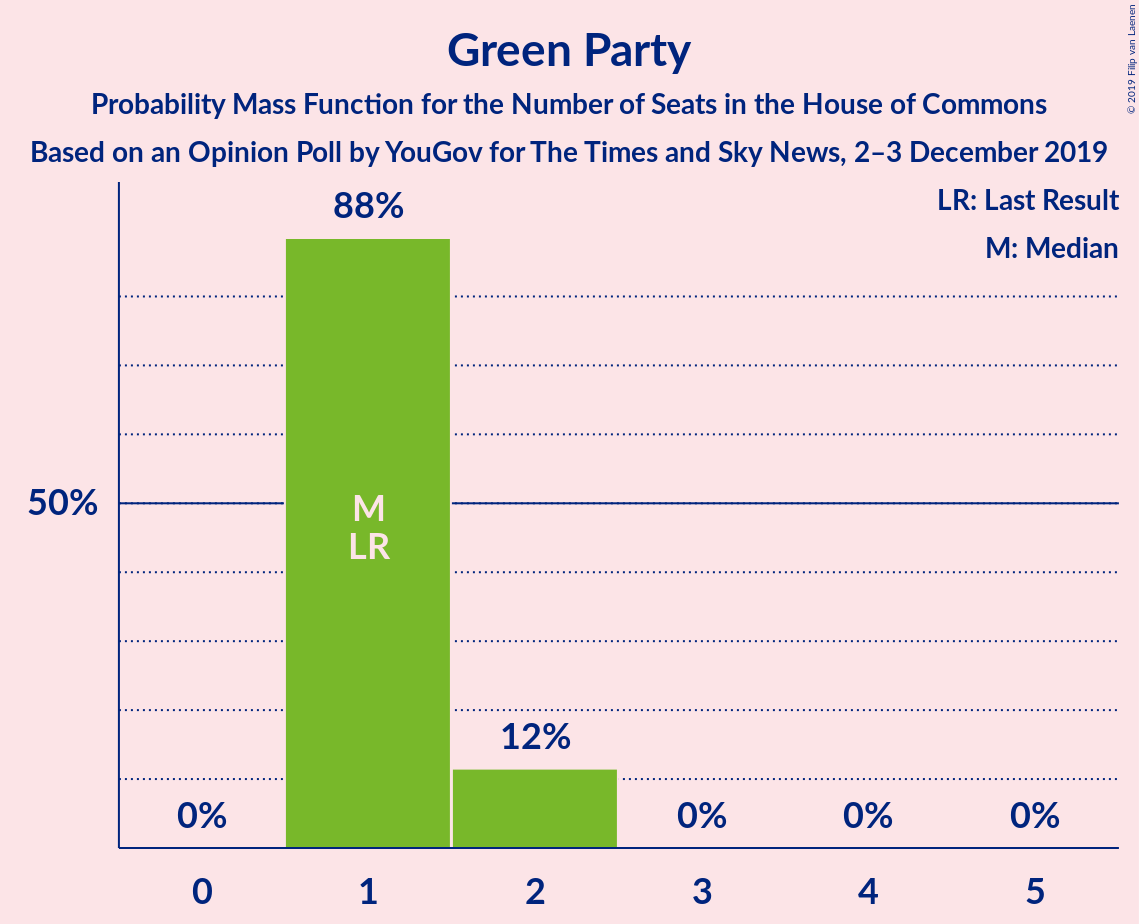 Green Party
Probability Mass Function for the Number of Seats in the House of Commons
Based on an Opinion Poll by YouGov for The Times and Sky News, 2–3 December 2019
© 2019 Filip van Laenen
LR: Last Result
M: Median
88%
50%
M
LR
12%
0%
0%
0%
0%
0
1
2
3
4
5